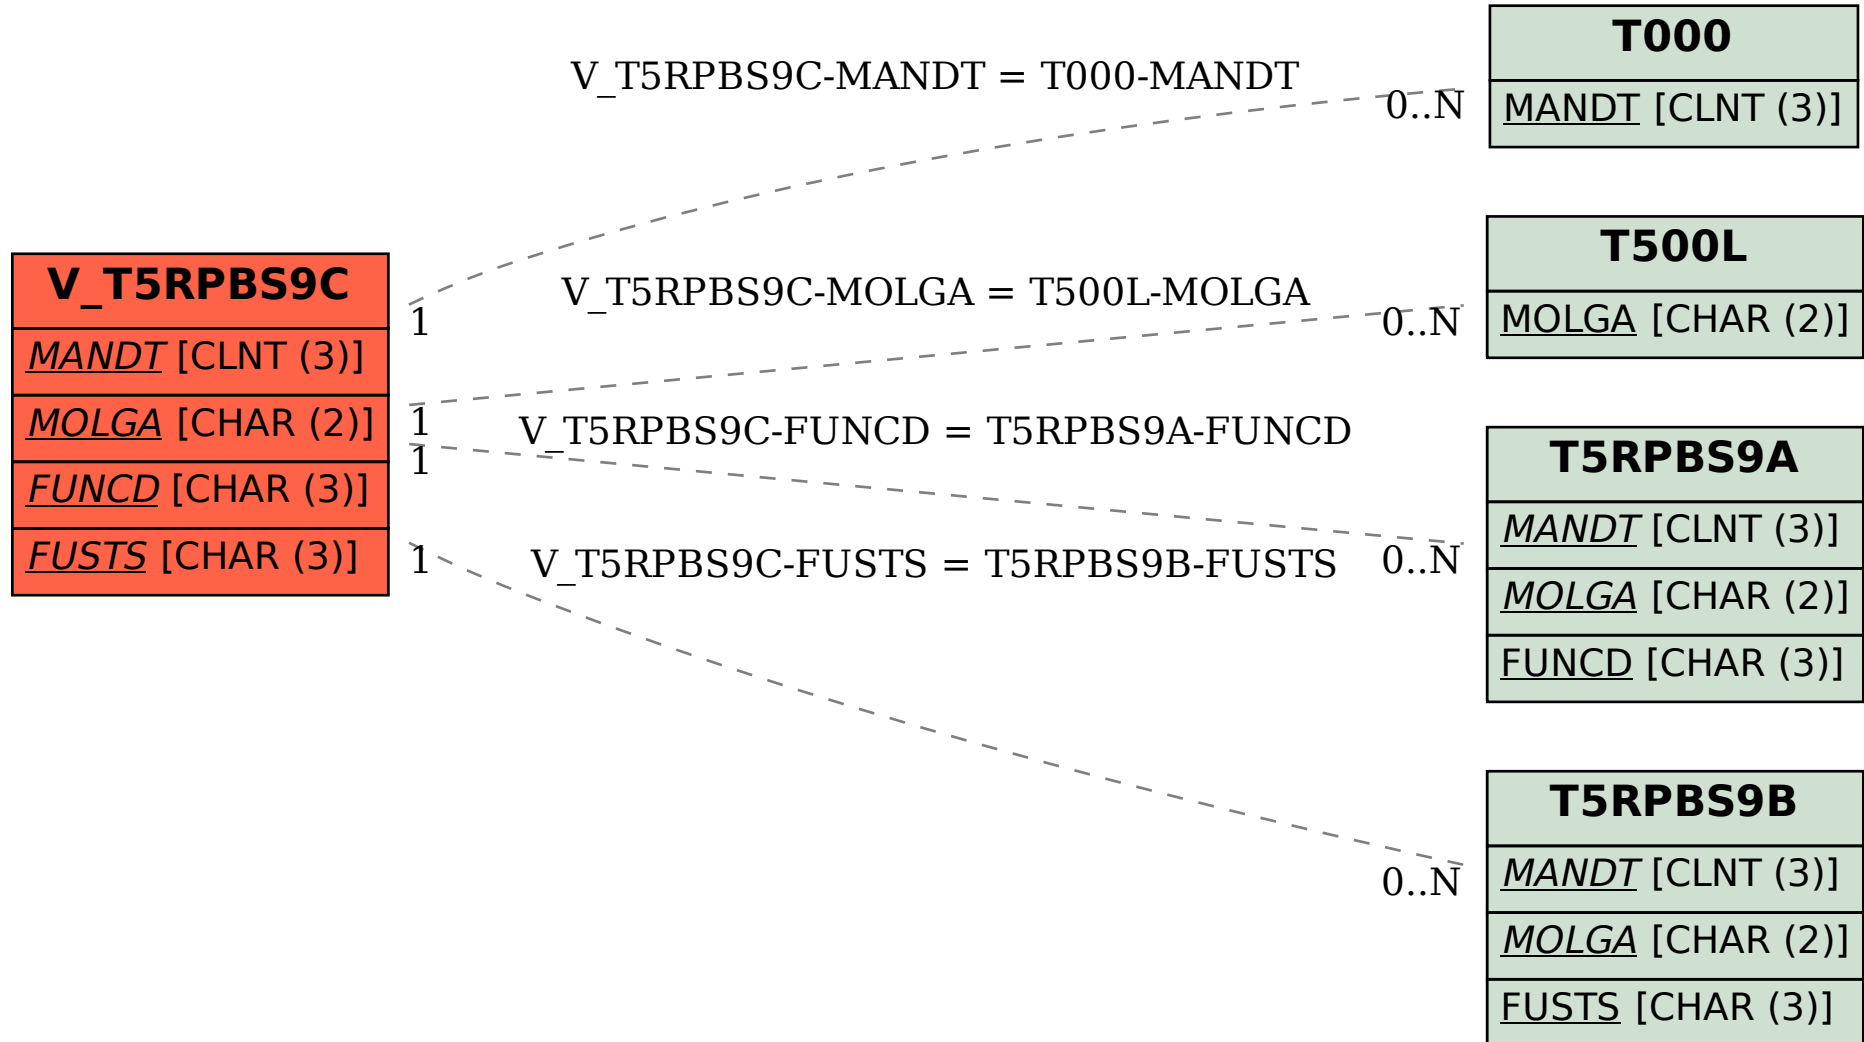 V_T5RPBS9C
MANDT [CLNT (3)]
MOLGA [CHAR (2)]
FUNCD [CHAR (3)]
FUSTS [CHAR (3)]
V_T5RPBS9C-MANDT = T000-MANDT
0..N
1
V_T5RPBS9C-MOLGA = T500L-MOLGA
0..N
1
V_T5RPBS9C-FUNCD = T5RPBS9A-FUNCD
1
0..N
V_T5RPBS9C-FUSTS = T5RPBS9B-FUSTS
1
0..N
T000
MANDT [CLNT (3)]
T500L
MOLGA [CHAR (2)]
T5RPBS9A
MANDT [CLNT (3)]
MOLGA [CHAR (2)]
FUNCD [CHAR (3)]
T5RPBS9B
MANDT [CLNT (3)]
MOLGA [CHAR (2)]
FUSTS [CHAR (3)]